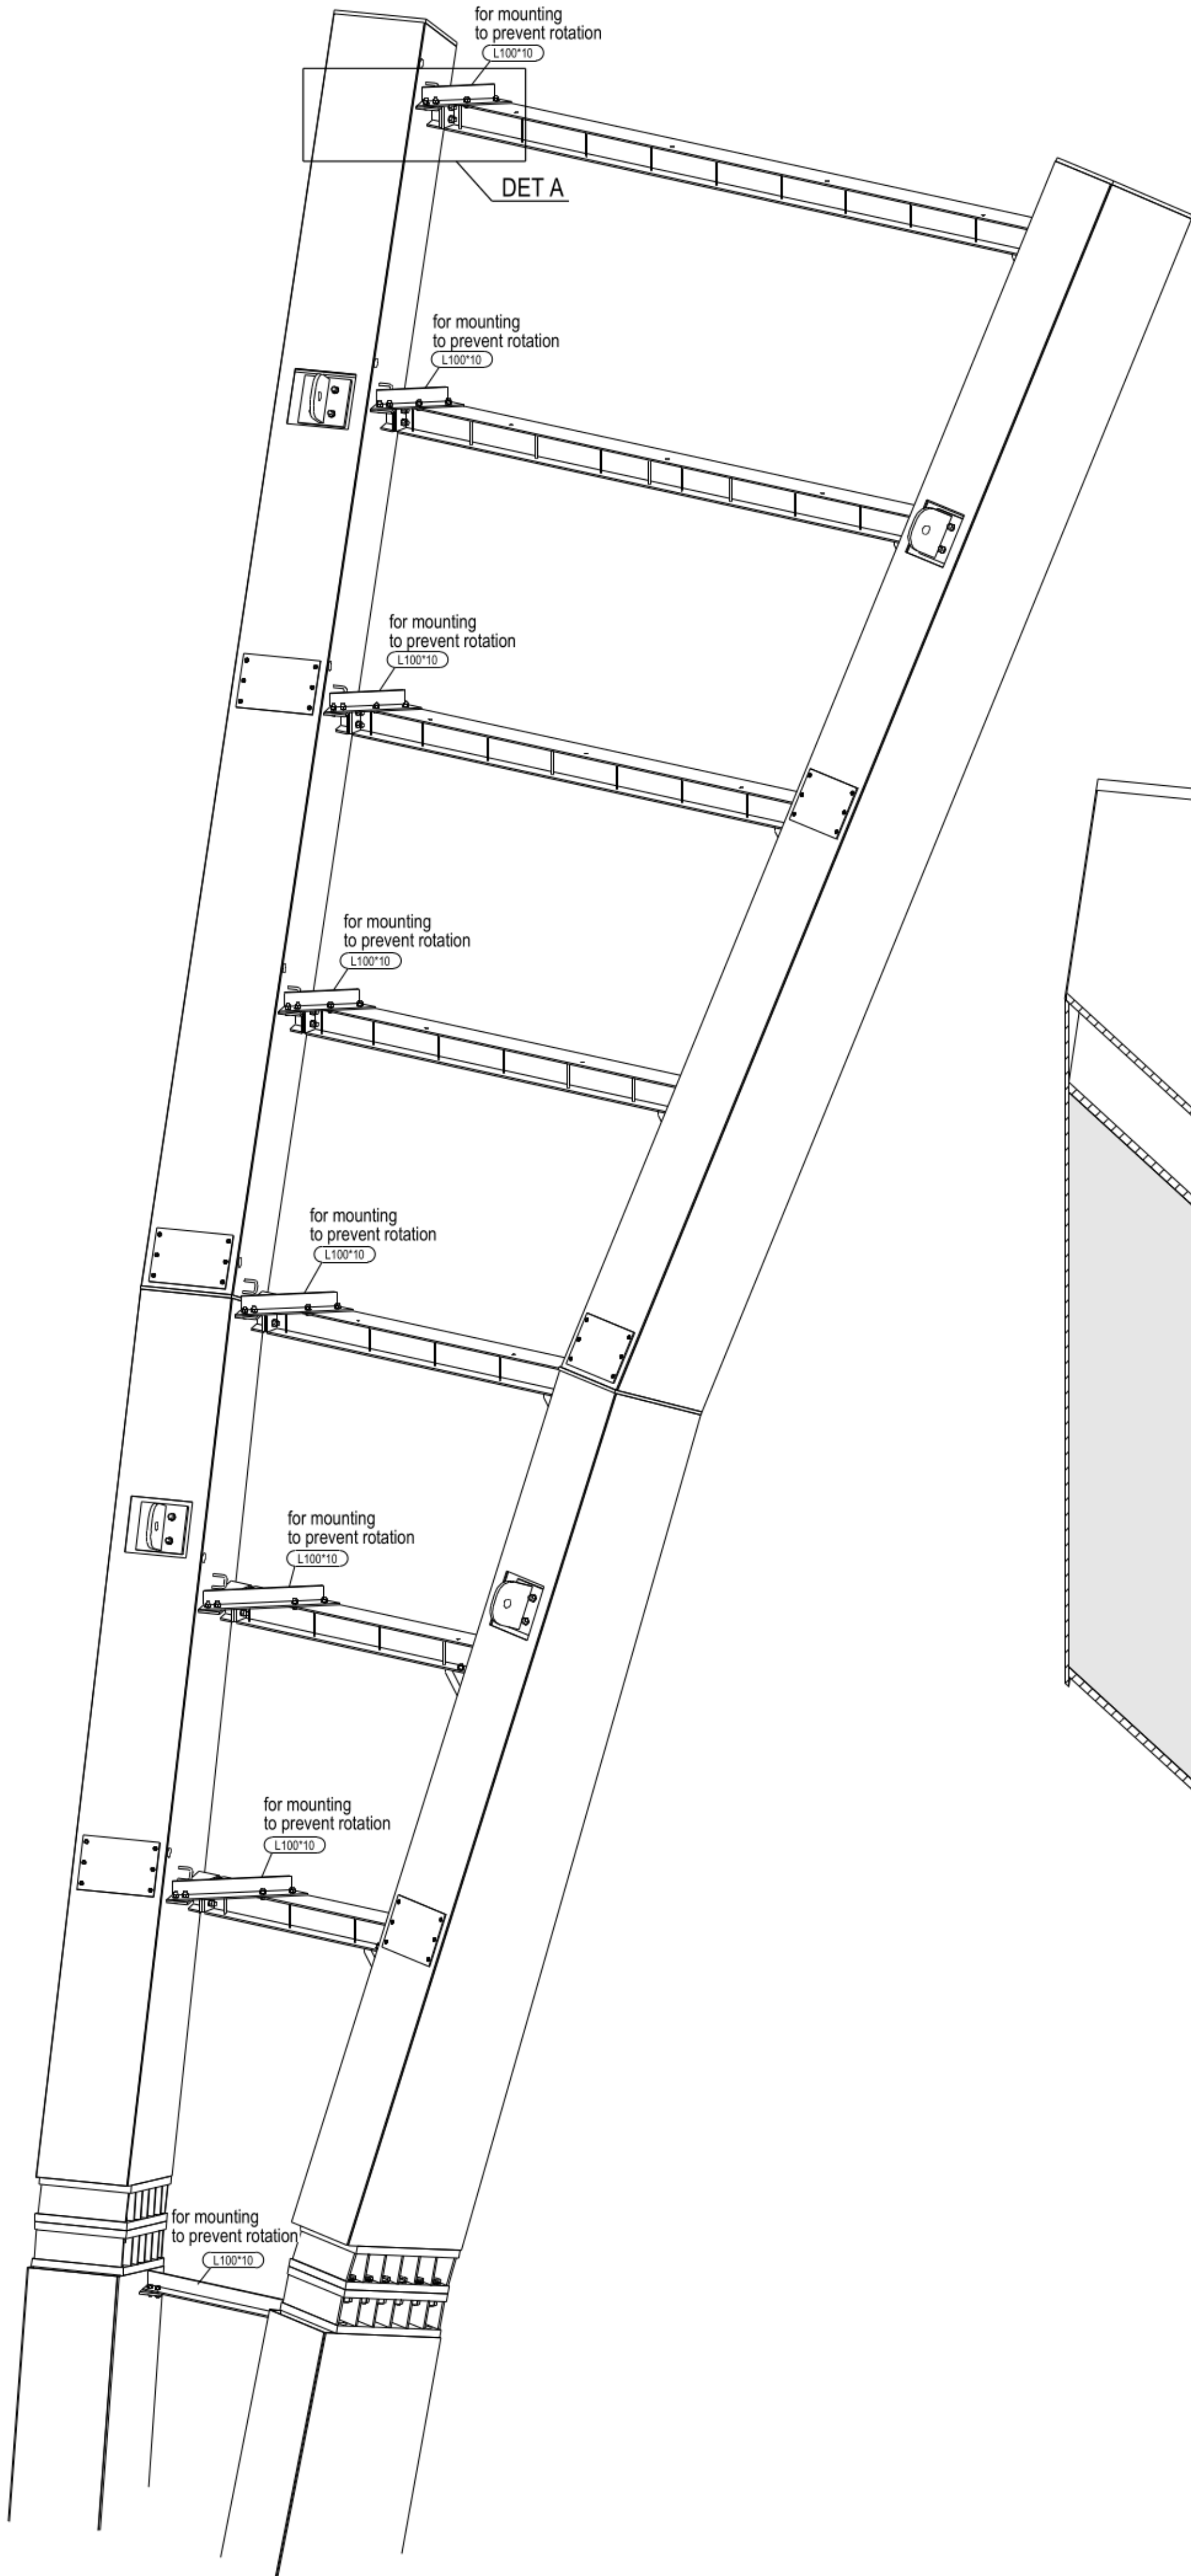 for mounting
to prevent rotation
L100*10
DET A
for mounting
to prevent rotation
L100*10
for mounting
to prevent rotation
L100*10
for mounting
to prevent rotation
L100*10
for mounting
to prevent rotation
L100*10
for mounting
to prevent rotation
L100*10
for mounting
to prevent rotation
L100*10
for mounting
to prevent rotation
L100*10